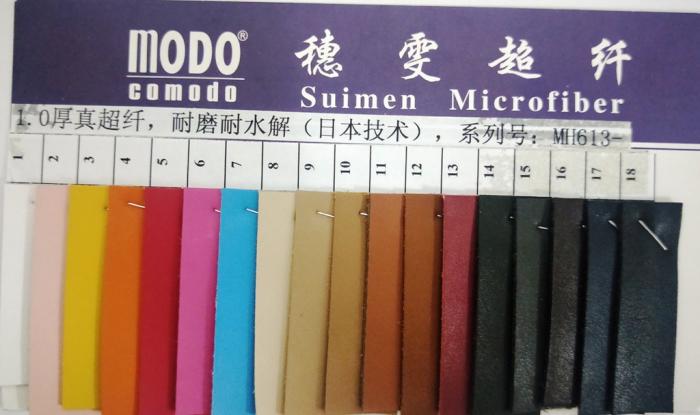 MODO®
comodo
穗雯超纤
Suimen Microfiber
1.0厚真超纤，耐磨耐水解（日本技术），系列号：MH613-
1 2 3 4 5 6 7 8 9 10 11 12 13 14 15 16 17 18